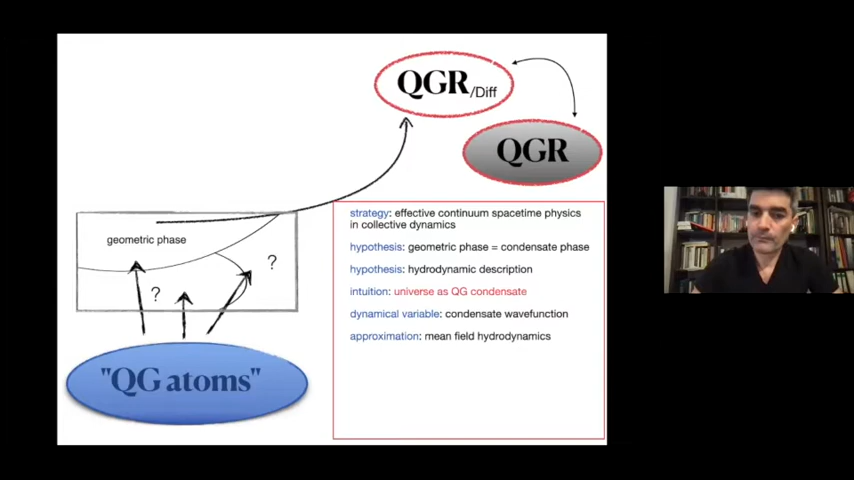 QGR/Diff
QGR
geometric phase
?
?
"QG atoms"
strategy: effective continuum spacetime physics
in collective dynamics
hypothesis: geometric phase = condensate phase
hypothesis: hydrodynamic description
intuition: universe as QG condensate
dynamical variable: condensate wavefunction
approximation: mean field hydrodynamics